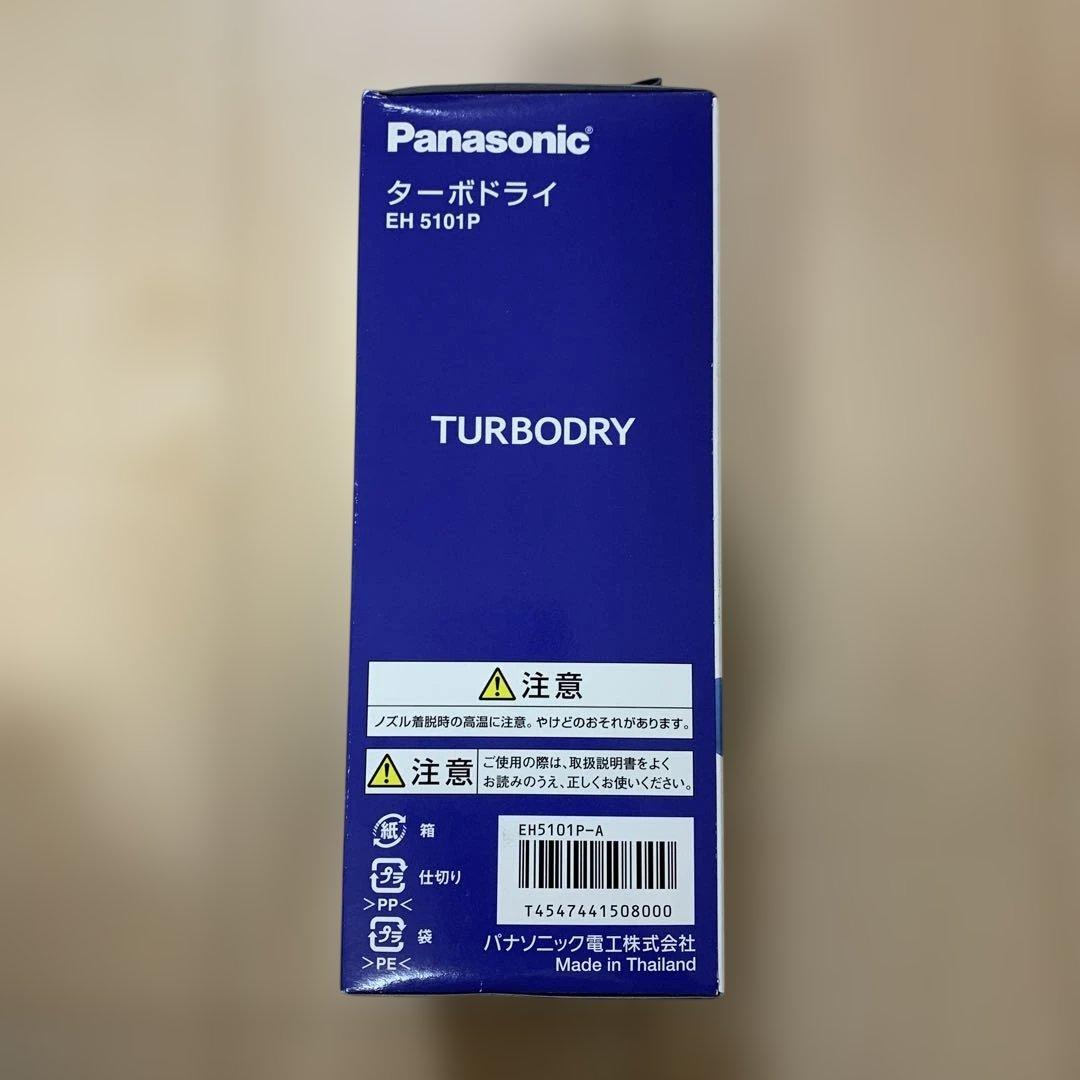 Panasonic®
ターボドライ
EH 5101P
TURBODRY
注意
ノズル着脱時の高温に注意。やけどのおそれがあります。
注意
ご使用の際は、取扱説明書をよく
お読みのうえ、正しくお使いください。
紙 箱
プラ 仕切り
>PP<
プラ 袋
>PE<
EH5101P-A
T4547441508000
パナソニック電工株式会社
Made in Thailand